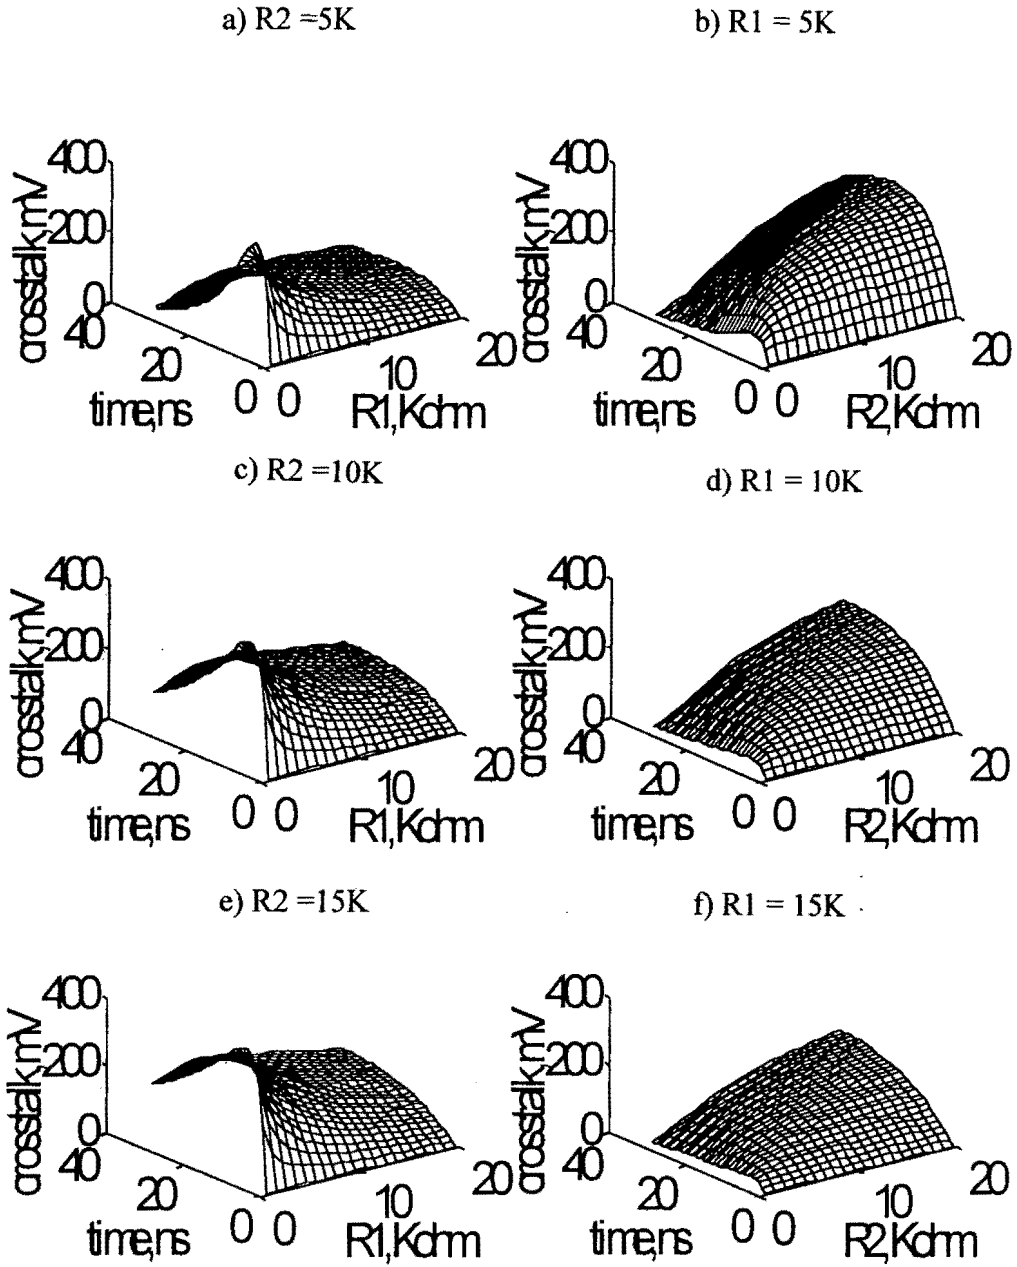 a) R2 =5K
b) R1 = 5K
400
200
0
crosstalk,mV
40
20
0
time,ns
0
10
20
R1,Kohm
400
200
0
crosstalk,mV
40
20
0
time,ns
0
10
20
R2,Kohm
c) R2 =10K
d) R1 = 10K
400
200
0
crosstalk,mV
40
20
0
time,ns
0
10
20
R1,Kohm
400
200
0
crosstalk,mV
40
20
0
time,ns
0
10
20
R2,Kohm
e) R2 =15K
f) R1 = 15K
400
200
0
crosstalk,mV
40
20
0
time,ns
0
10
20
R1,Kohm
400
200
0
crosstalk,mV
40
20
0
time,ns
0
10
20
R2,Kohm